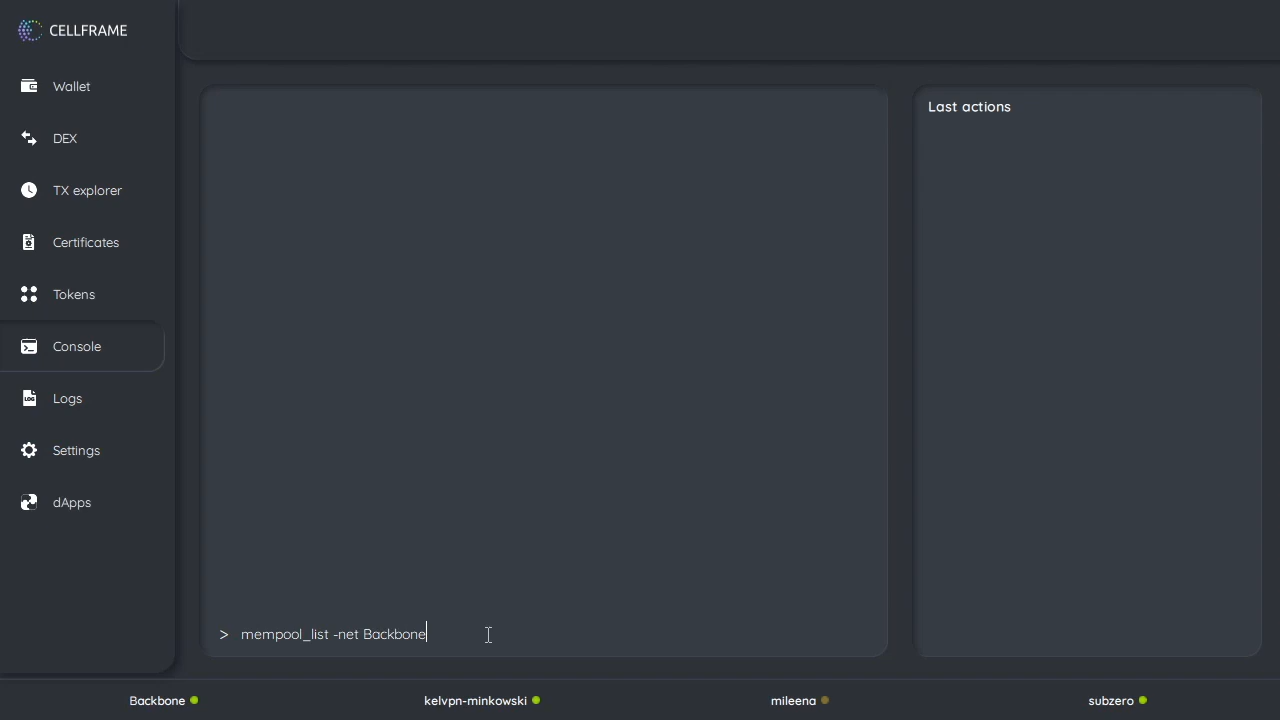 CELLFRAME
Wallet
DEX
TX explorer
Certificates
Tokens
Console
Logs
Settings
dApps
Last actions
> mempool_list -net Backbone
Backbone
kelvpn-minkowski
mileena
subzero